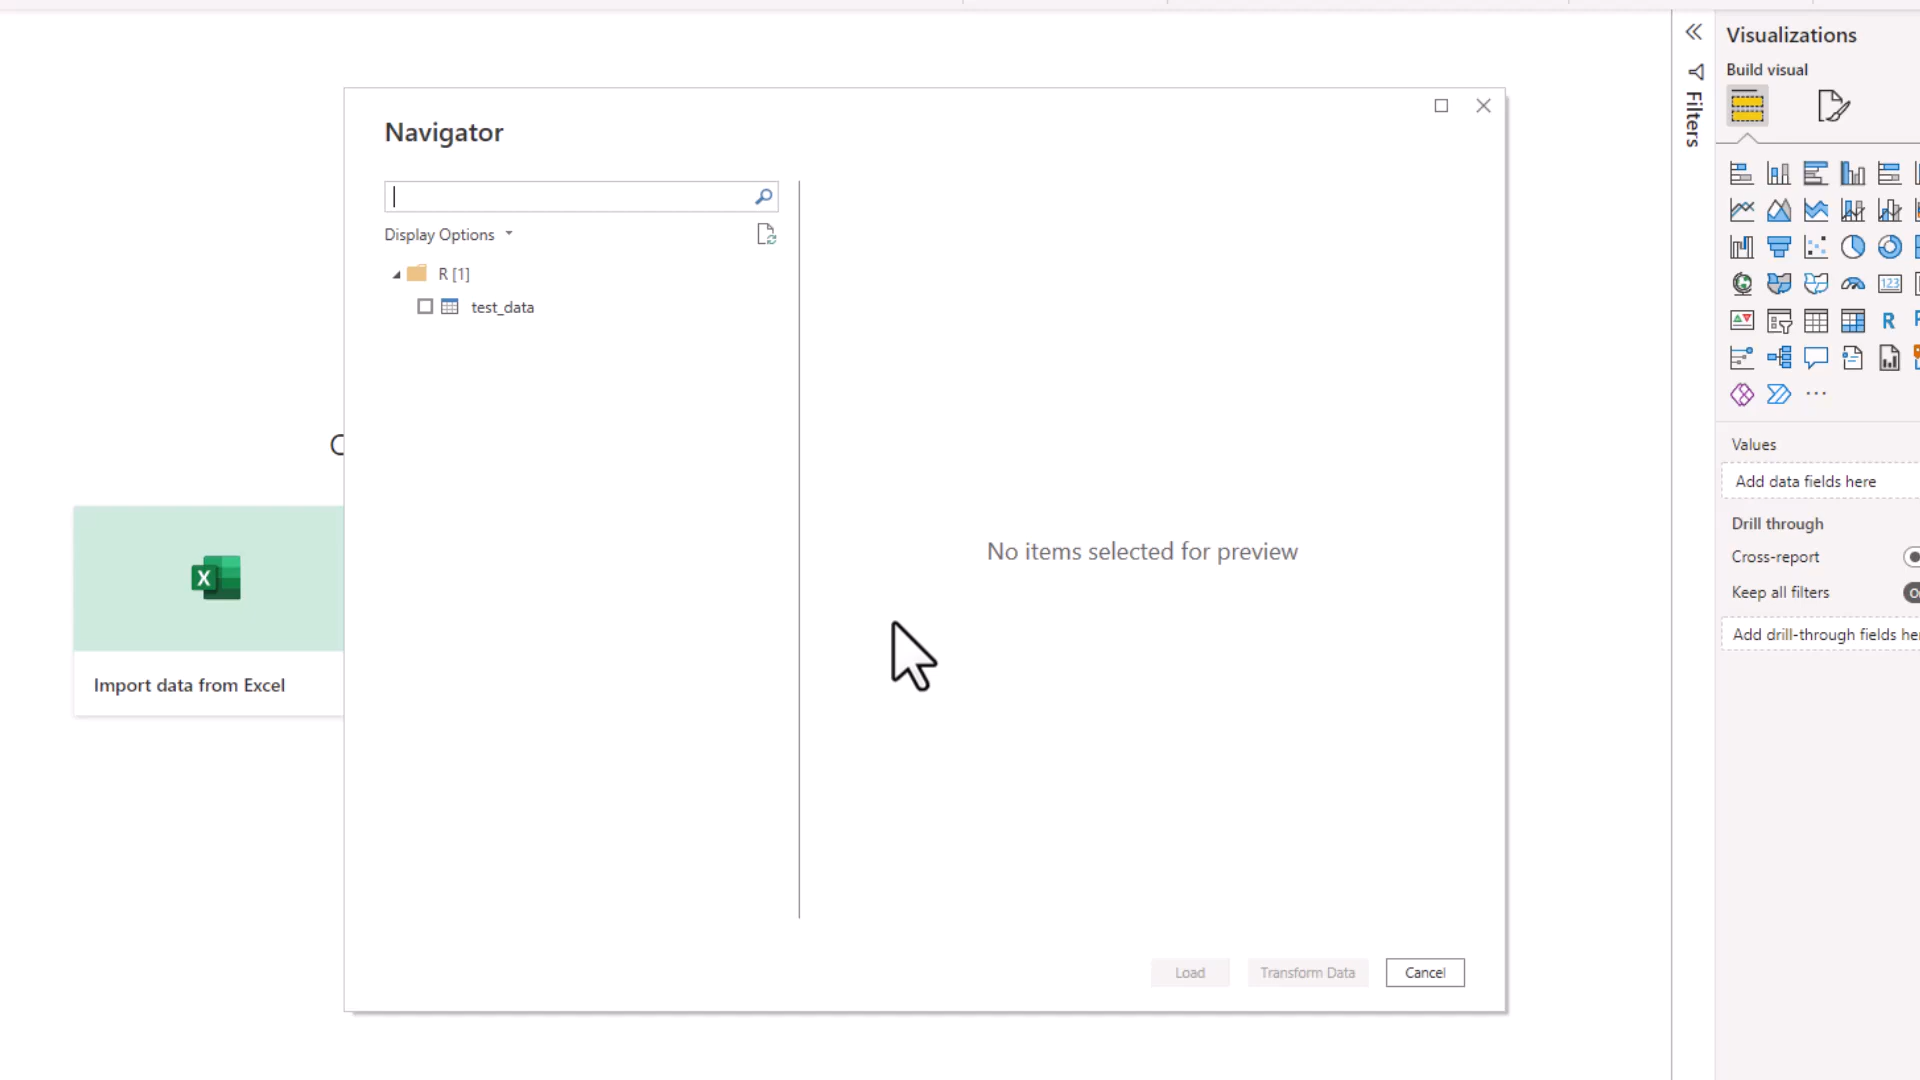 Navigator
Display Options
R [1]
test_data
No items selected for preview
Load
Transform Data
Cancel
Import data from Excel
Filters
Visualizations
Build visual
123
R
Values
Add data fields here
Drill through
Cross-report
Keep all filters
Add drill-through fields